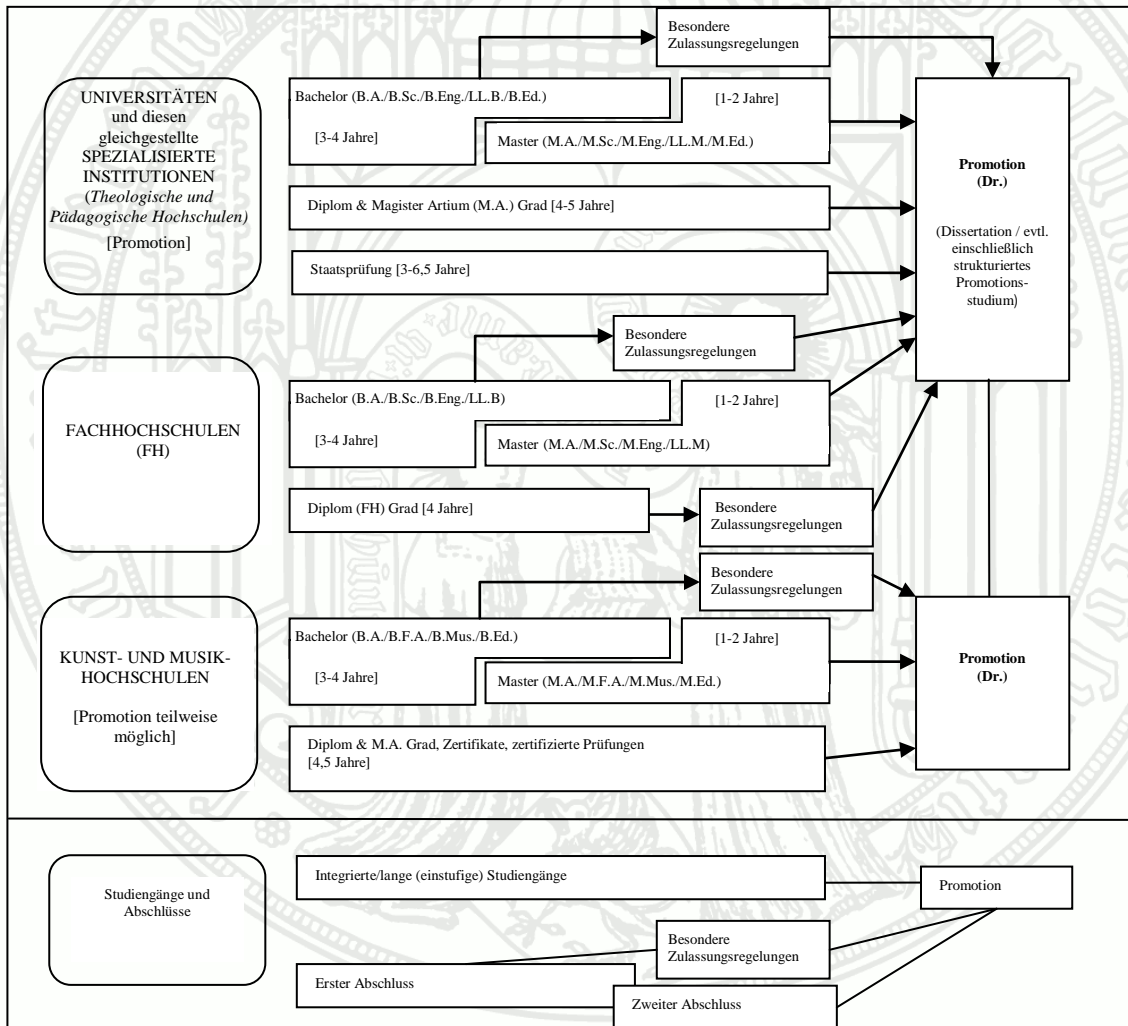 Besondere
Zulassungsregelungen
UNIVERSITÄTEN
und diesen
gleichgestellte
SPEZIALISIERTE
INSTITUTIONEN
(Theologische und
Pädagogische Hochschulen)
[Promotion]
Bachelor (B.A./B.Sc./B.Eng./LL.B./B.Ed.)
[3-4 Jahre]
[1-2 Jahre]
Master (M.A./M.Sc./M.Eng./LL.M./M.Ed.)
Diplom & Magister Artium (M.A.) Grad [4-5 Jahre]
Staatsprüfung [3-6,5 Jahre]
Promotion
(Dr.)
(Dissertation / evtl.
einschließlich
strukturiertes
Promotions-
studium)
Besondere
Zulassungsregelungen
FACHHOCHSCHULEN
(FH)
Bachelor (B.A./B.Sc./B.Eng./LL.B)
[3-4 Jahre]
[1-2 Jahre]
Master (M.A./M.Sc./M.Eng./LL.M)
Diplom (FH) Grad [4 Jahre]
Besondere
Zulassungsregelungen
Besondere
Zulassungsregelungen
KUNST- UND MUSIK-
HOCHSCHULEN
[Promotion teilweise
möglich]
Bachelor (B.A./B.F.A./B.Mus./B.Ed.)
[3-4 Jahre]
[1-2 Jahre]
Master (M.A./M.F.A./M.Mus./M.Ed.)
Diplom & M.A. Grad, Zertifikate, zertifizierte Prüfungen
[4,5 Jahre]
Promotion
(Dr.)
Studiengänge und
Abschlüsse
Integrierte/lange (einstufige) Studiengänge
Promotion
Besondere
Zulassungsregelungen
Erster Abschluss
Zweiter Abschluss